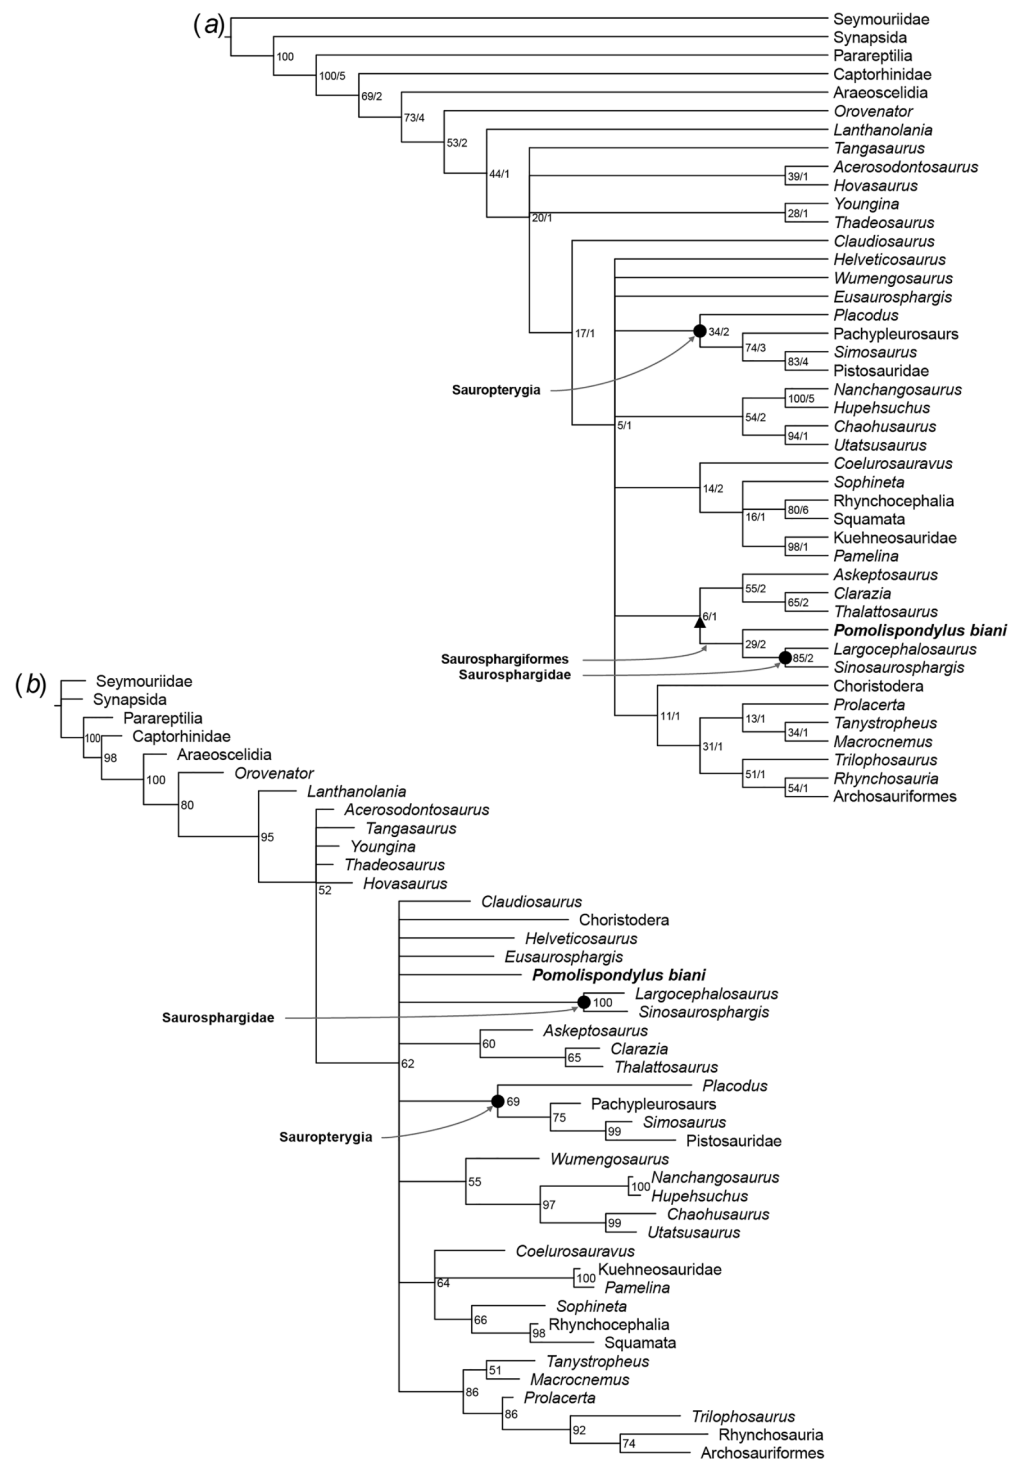 (a)
Seymouriidae
Synapsida
100
Parareptilia
100/5
Captorhinidae
69/2
Araeoscelidia
73/4
Orovenator
53/2
Lanthanolania
44/1
Tangasaurus
Acerosodontosaurus
39/1
Hovasaurus
Youngina
20/1
28/1
Thadeosaurus
Claudiosaurus
Helveticosaurus
Wumengosaurus
Eusaurosphargis
Placodus
17/1
34/2
Pachypleurosaurs
74/3
Simosaurus
83/4
Pistosauridae
Sauropterygia
Nanchangosaurus
100/5
Hupehsuchus
54/2
Chaohusaurus
5/1
94/1
Utatsusaurus
Coelurosauravus
14/2
Sophineta
Rhynchocephalia
80/6
16/1
Squamata
Kuehneosauridae
98/1
Pamelina
Askeptosaurus
55/2
Clarazia
65/2
Thalattosaurus
6/1
Pomolispondylus biani
29/2
Largocephalosaurus
Saurosphargiformes
85/2
Saurosphargidae
Sinosaurosphargis
Choristodera
Prolacerta
11/1
13/1
Tanystropheus
34/1
Macrocnemus
31/1
Trilophosaurus
51/1
Rhynchosauria
54/1
Archosauriformes
(b)
Seymouriidae
Synapsida
Parareptilia
100
Captorhinidae
98
Araeoscelidia
100
Orovenator
80
Lanthanolania
95
Acerosodontosaurus
Tangasaurus
Youngina
Thadeosaurus
Hovasaurus
52
Claudiosaurus
Choristodera
Helveticosaurus
Eusaurosphargis
Pomolispondylus biani
Largocephalosaurus
100
Saurosphargidae
Sinosaurosphargis
Askeptosaurus
60
Clarazia
65
62
Thalattosaurus
Placodus
69
Pachypleurosaurs
75
Simosaurus
99
Sauropterygia
Pistosauridae
Wumengosaurus
55
Nanchangosaurus
100
Hupehsuchus
97
Chaohusaurus
99
Utatsusaurus
Coelurosauravus
64
Kuehneosauridae
100
Pamelina
Sophineta
66
Rhynchocephalia
98
Squamata
Tanystropheus
51
Macrocnemus
86
Prolacerta
86
Trilophosaurus
92
Rhynchosauria
74
Archosauriformes